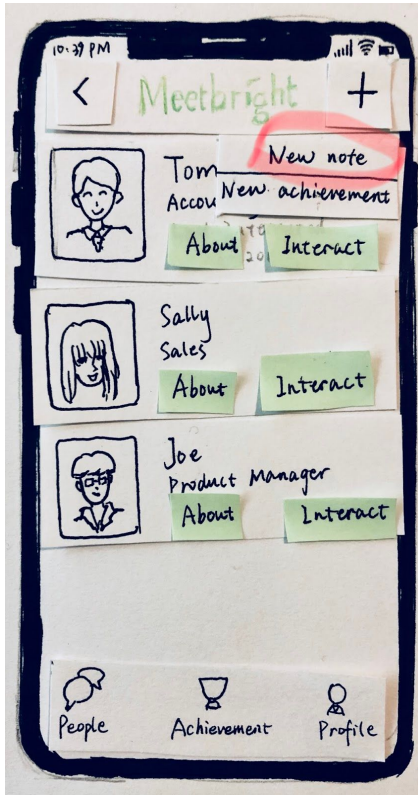 10:39 PM
< Meetbright +
New note
New achievement
Tom
Accou
About Interact
Sally
Sales
About Interact
Joe
Product Manager
About Interact
People Achievement Profile